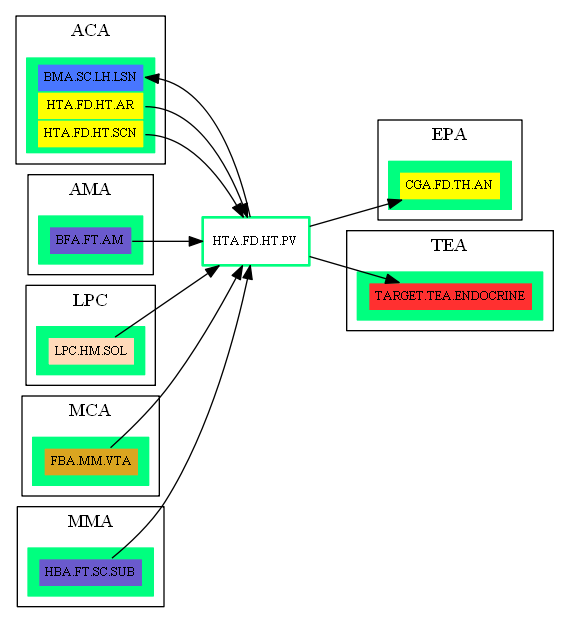 ACA
BMA.SC.LH.LSN
HTA.FD.HT.AR
HTA.FD.HT.SCN
AMA
BFA.FT.AM
LPC
LPC.HM.SOL
MCA
FBA.MM.VTA
MMA
HBA.FT.SC.SUB
HTA.FD.HT.PV
EPA
CGA.FD.TH.AN
TEA
TARGET.TEA.ENDOCRINE